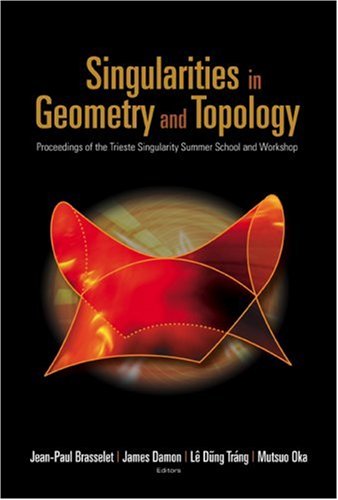 Singularities in
Geometry and Topology
Proceedings of the Trieste Singularity Summer School and Workshop
Jean-Paul Brasselet | James Damon | Lê Dũng Tráng | Mutsuo Oka
Editors